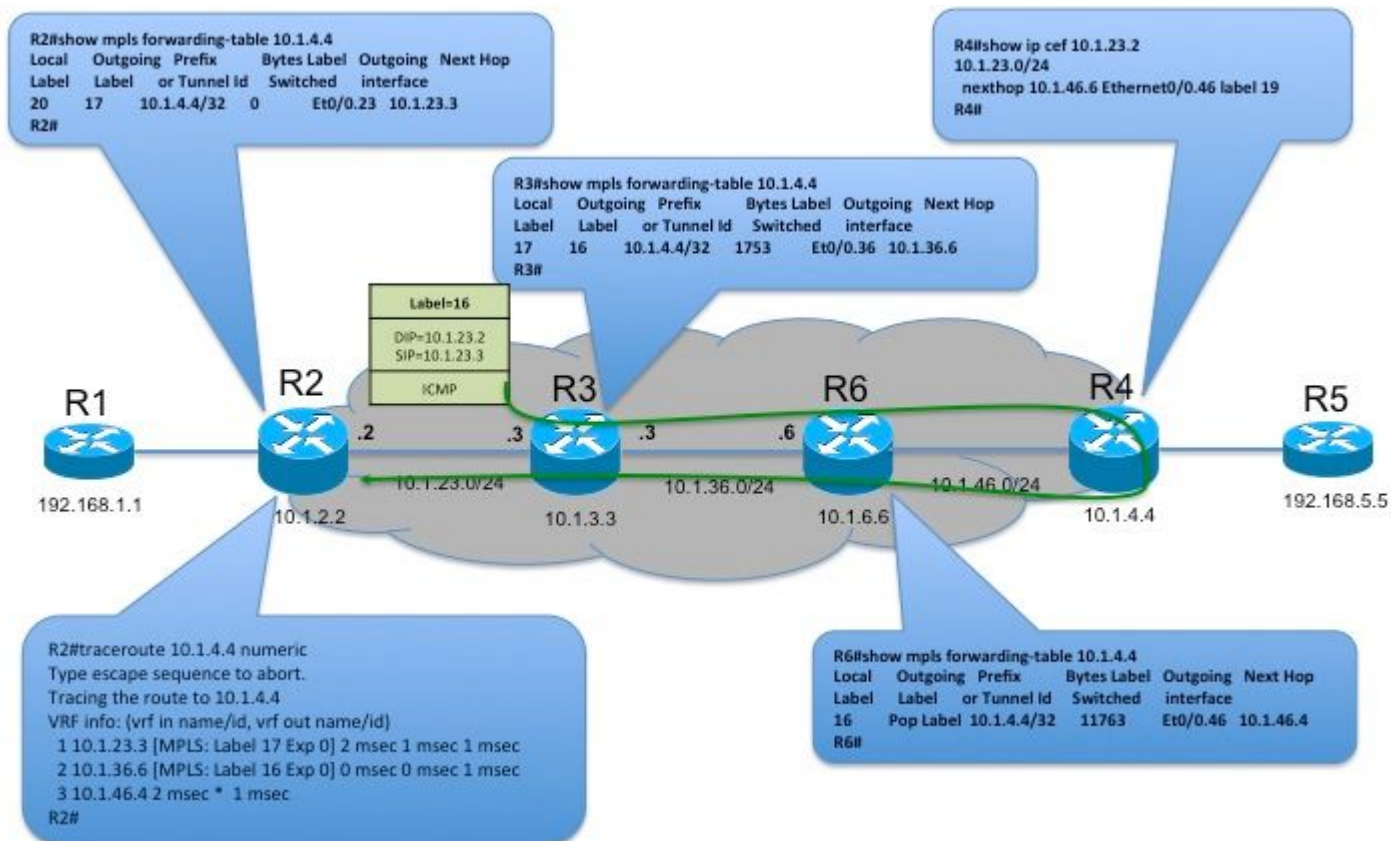 R2#show mpls forwarding-table 10.1.4.4
Local Outgoing Prefix Bytes Label Outgoing Next Hop
Label Label or Tunnel Id Switched interface
20 17 10.1.4.4/32 0 Et0/0.23 10.1.23.3
R2#
R4#show ip cef 10.1.23.2
10.1.23.0/24
nexthop 10.1.46.6 Ethernet0/0.46 label 19
R4#
R3#show mpls forwarding-table 10.1.4.4
Local Outgoing Prefix Bytes Label Outgoing Next Hop
Label Label or Tunnel Id Switched interface
17 16 10.1.4.4/32 1753 Et0/0.36 10.1.36.6
R3#
Label=16
DIP=10.1.23.2
SIP=10.1.23.3
ICMP
R1
R2
R3
R6
R4
R5
.2
.3
.3
.6
192.168.1.1
10.1.2.2
10.1.23.0/24
10.1.3.3
10.1.36.0/24
10.1.6.6
10.1.46.0/24
10.1.4.4
192.168.5.5
R2#traceroute 10.1.4.4 numeric
Type escape sequence to abort.
Tracing the route to 10.1.4.4
VRF info: (vrf in name/id, vrf out name/id)
1 10.1.23.3 [MPLS: Label 17 Exp 0] 2 msec 1 msec 1 msec
2 10.1.36.6 [MPLS: Label 16 Exp 0] 0 msec 0 msec 1 msec
3 10.1.46.4 2 msec * 1 msec
R2#
R6#show mpls forwarding-table 10.1.4.4
Local Outgoing Prefix Bytes Label Outgoing Next Hop
Label Label or Tunnel Id Switched interface
16 Pop Label 10.1.4.4/32 11763 Et0/0.46 10.1.46.4
R6#